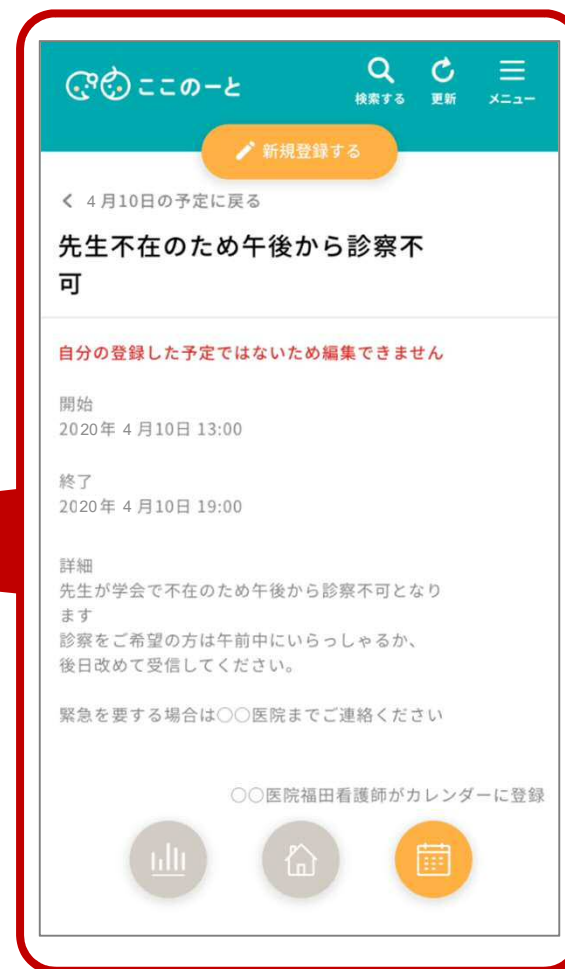 ここのーと
検索する 更新 メニュー
新規登録する
4月10日の予定に戻る
先生不在のため午後から診察不
可
自分の登録した予定ではないため編集できません
開始
2020年 4月10日 13:00
終了
2020年 4月10日 19:00
詳細
先生が学会で不在のため午後から診察不可となり
ます
診察をご希望の方は午前中にいらっしゃるか、
後日改めて受信してください。
緊急を要する場合は〇〇医院までご連絡ください
〇〇医院福田看護師がカレンダーに登録